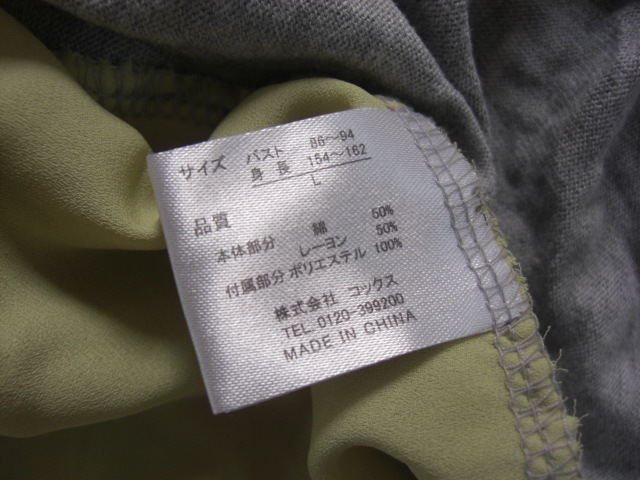 サイズ バスト 86～94
身長 154～162
L
品質
本体部分 綿 50%
レーヨン 50%
付属部分 ポリエステル 100%
株式会社 コックス
TEL.0120-399200
MADE IN CHINA